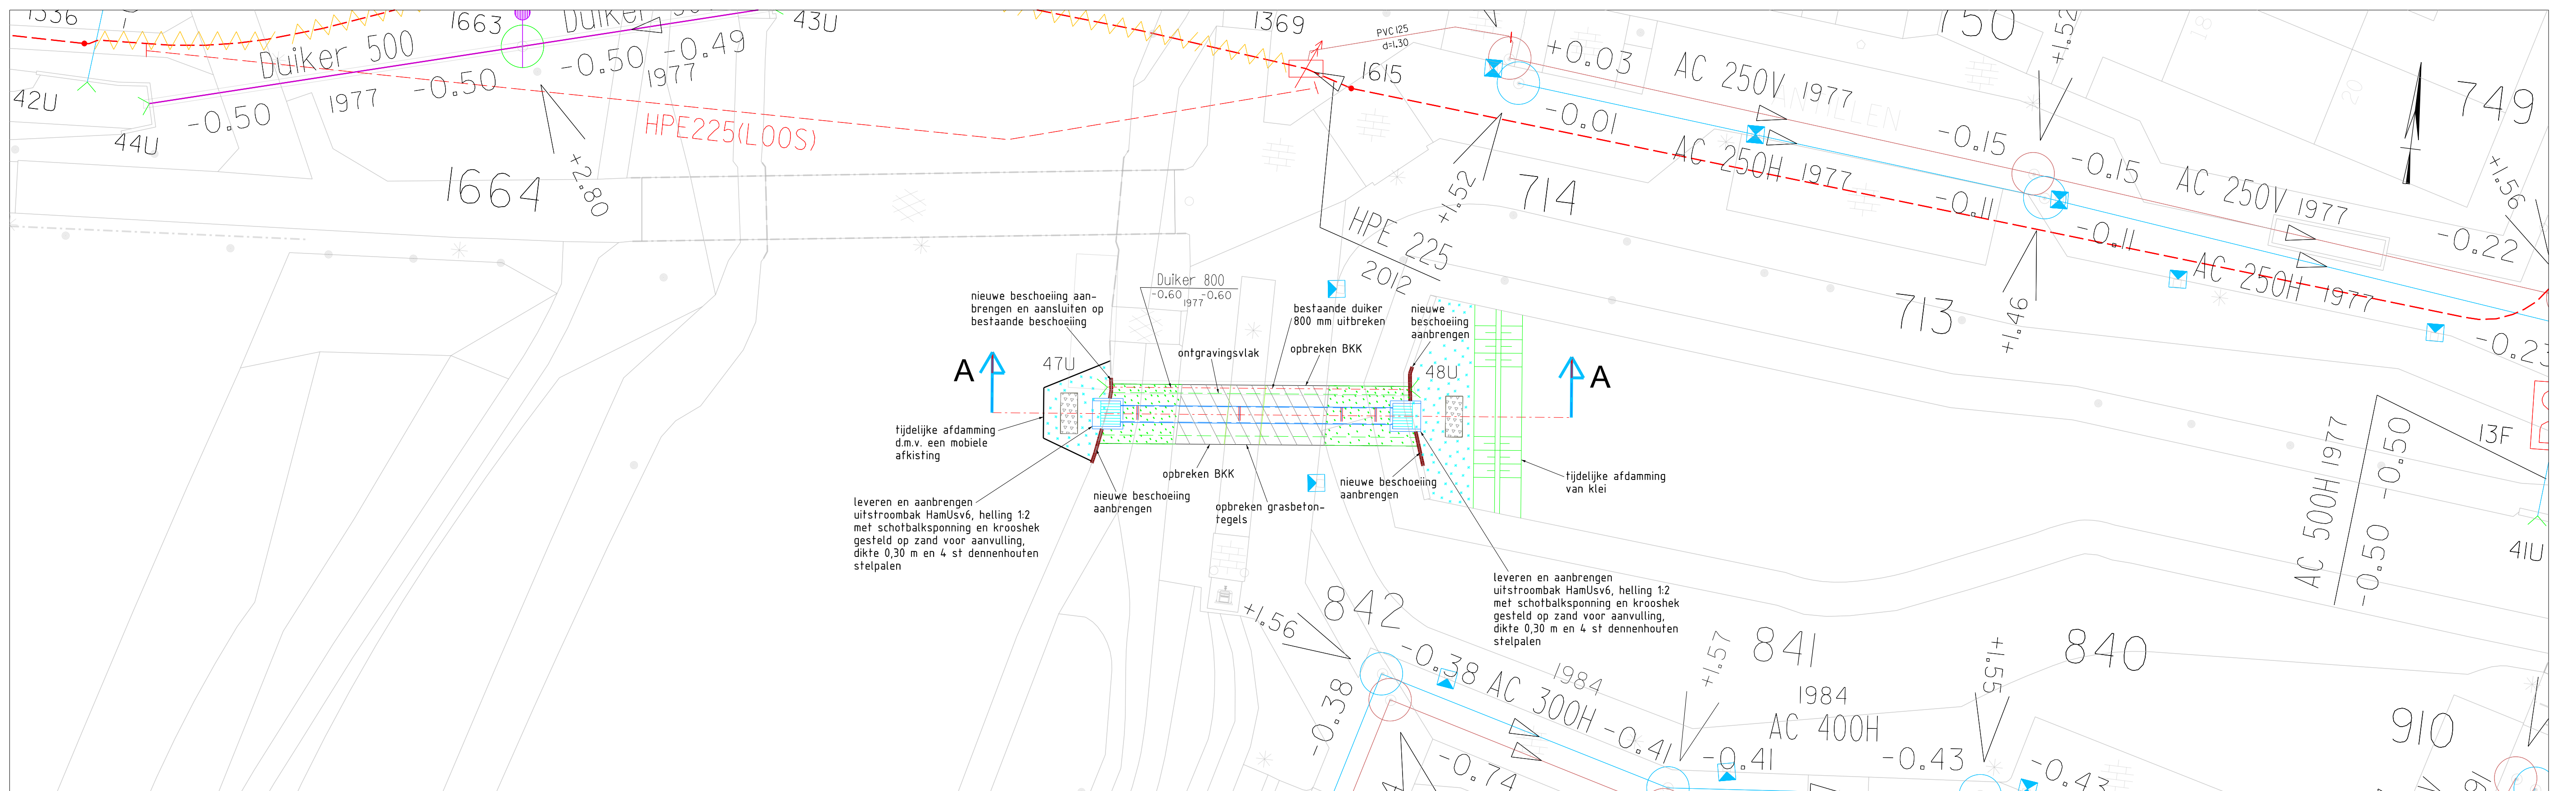 1663
Duiker 500
-0.50
1977
-0.50
-0.50
-0.49
1977
42U
44U
43U
1664
+2.80
HPE225(LOOS)
1369
PVC125
d=1.30
1615
+0.03
AC 250V 1977
-0.01
AC 250H 1977
+1.52
714
HPE 225
2012
750
+1.52
-0.15
-0.15
AC 250V 1977
-0.11
-0.11
AC 250H 1977
+1.46
713
749
+1.56
-0.22
18
20
Duiker 800
-0.60 -0.60
1977
nieuwe beschoeiing aan-
brengen en aansluiten op
bestaande beschoeiing
ontgravingsvlak
bestaande duiker
800 mm uitbreken
opbreken BKK
nieuwe
beschoeiing
aanbrengen
A
47U
48U
A
tijdelijke afdamming
d.m.v. een mobiele
afkisting
opbreken BKK
nieuwe beschoeiing
aanbrengen
opbreken grasbeton-
tegels
nieuwe beschoeiing
aanbrengen
tijdelijke afdamming
van klei
leveren en aanbrengen
uitstroombak HamUsv6, helling 1:2
met schotbalksponning en krooshek
gesteld op zand voor aanvulling,
dikte 0,30 m en 4 st dennenhouten
stelpalen
leveren en aanbrengen
uitstroombak HamUsv6, helling 1:2
met schotbalksponning en krooshek
gesteld op zand voor aanvulling,
dikte 0,30 m en 4 st dennenhouten
stelpalen
AC 500H 1977
-0.50 -0.50
13F
41U
842
+1.56
-0.38
-0.38 AC 300H -0.41
1984
+1.57
841
1984
AC 400H
-0.41
-0.43
+1.55
840
-0.43
-0.74
910